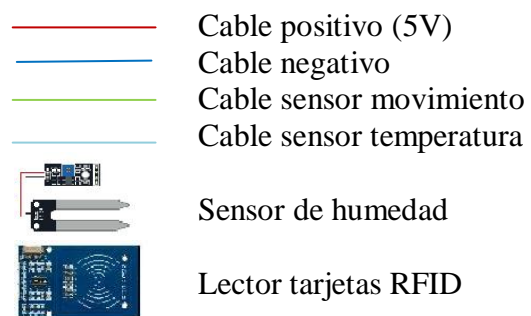 Cable positivo (5V)
Cable negativo
Cable sensor movimiento
Cable sensor temperatura
Sensor de humedad
Lector tarjetas RFID